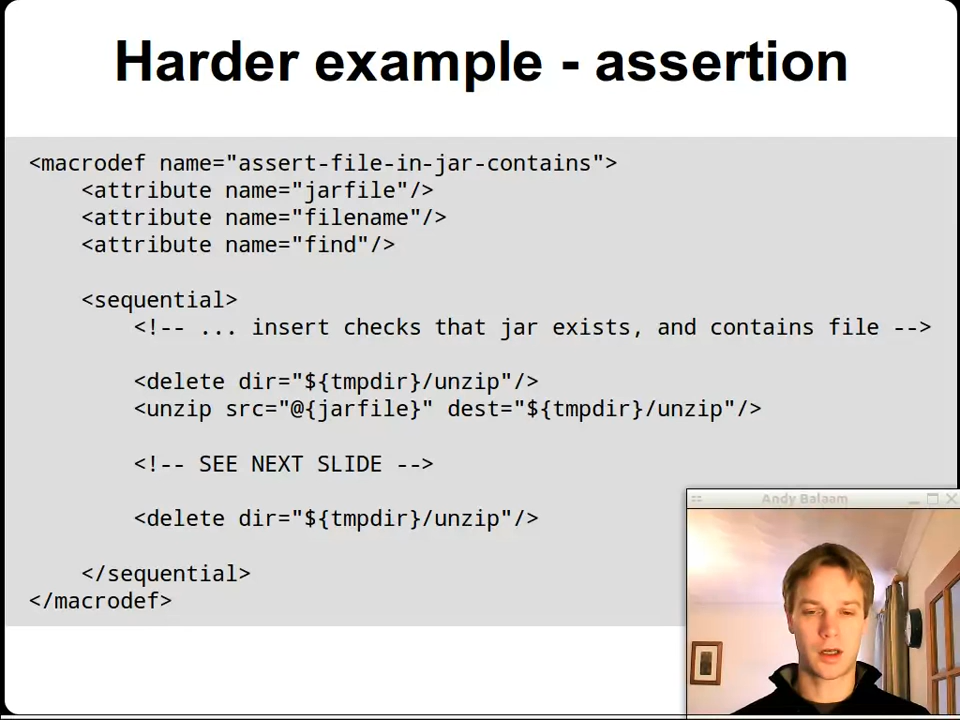 Harder example - assertion
<macrodef name="assert-file-in-jar-contains">
    <attribute name="jarfile"/>
    <attribute name="filename"/>
    <attribute name="find"/>
    <sequential>
        <!-- ... insert checks that jar exists, and contains file -->
        <delete dir="${tmpdir}/unzip"/>
        <unzip src="@{jarfile}" dest="${tmpdir}/unzip"/>
        <!-- SEE NEXT SLIDE -->
        <delete dir="${tmpdir}/unzip"/>
    </sequential>
</macrodef>
Andy Balaam